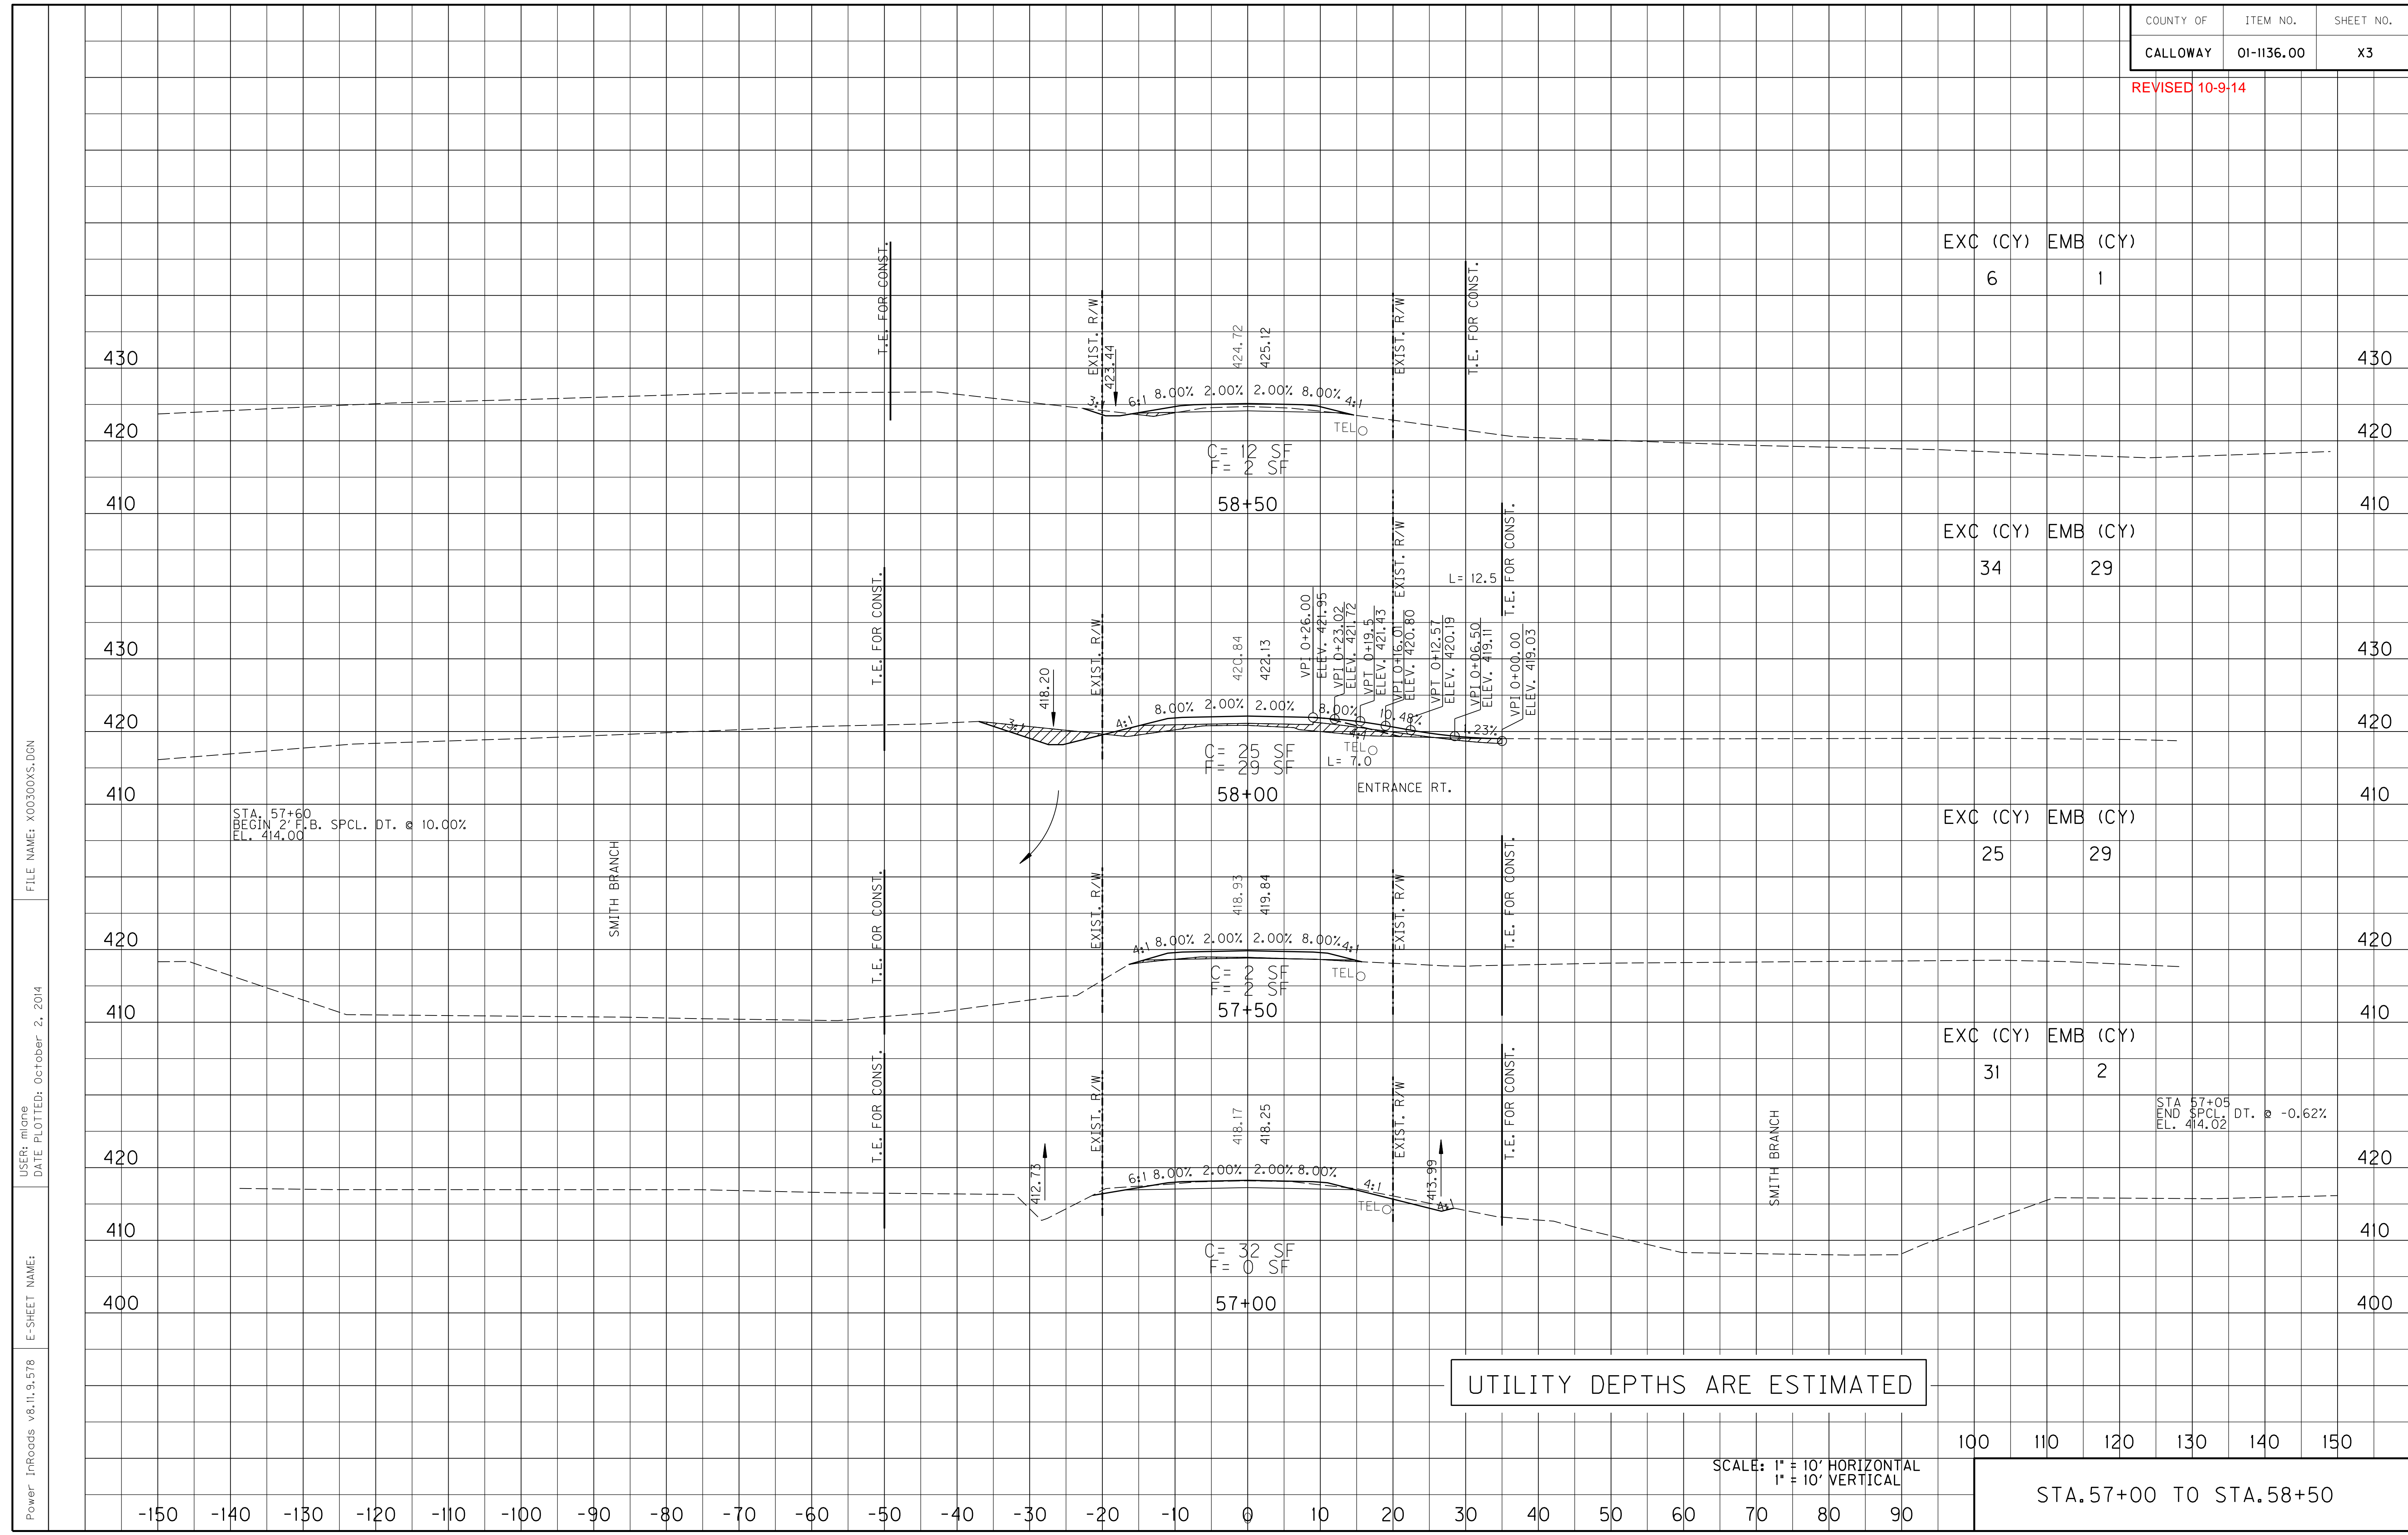 COUNTY OF ITEM NO. SHEET NO.
CALLOWAY 01-1136.00 X3
REVISED 10-9-14
EXC (CY) EMB (CY)
6 1
T.E. FOR CONST.
EXIST. R/W
423.44
424.72
425.12
EXIST. R/W
T.E. FOR CONST.
430 430
3:1 6:1 8.00% 2.00% 2.00% 8.00% 4:1
TEL
420 420
C= 12 SF
F= 2 SF
410 58+50 410
EXC (CY) EMB (CY)
34 29
T.E. FOR CONST.
418.20
EXIST. R/W
420.84
422.13
VPI 0+26.00
ELEV. 421.95
VPI 0+23.02
ELEV. 421.72
VPT 0+19.5
ELEV. 421.43
EXIST. R/W
VPI 0+16.01
ELEV. 420.80
VPT 0+12.57
ELEV. 420.19
L= 12.5
VPI 0+06.50
ELEV. 419.11
T.E. FOR CONST.
VPI 0+00.00
ELEV. 419.03
430 430
3:1 4:1 8.00% 2.00% 2.00% 8.00% 10.48% 1.23%
4:1
420 420
TEL
C= 25 SF
F= 29 SF
L= 7.0
ENTRANCE RT.
410 58+00 410
STA. 57+60
BEGIN 2' F.B. SPCL. DT. @ 10.00%
EL. 414.00
EXC (CY) EMB (CY)
25 29
SMITH BRANCH
T.E. FOR CONST.
EXIST. R/W
418.93
419.84
EXIST. R/W
T.E. FOR CONST.
420 420
4:1 8.00% 2.00% 2.00% 8.00% 4:1
TEL
C= 2 SF
F= 2 SF
410 57+50 410
EXC (CY) EMB (CY)
31 2
STA 57+05
END SPCL. DT. @ -0.62%
EL. 414.02
T.E. FOR CONST.
412.73
EXIST. R/W
418.17
418.25
EXIST. R/W
413.99
T.E. FOR CONST.
SMITH BRANCH
420 420
6:1 8.00% 2.00% 2.00% 8.00% 4:1 4:1
TEL
410 410
C= 32 SF
F= 0 SF
400 57+00 400
UTILITY DEPTHS ARE ESTIMATED
100 110 120 130 140 150
SCALE: 1" = 10' HORIZONTAL
1" = 10' VERTICAL
STA.57+00 TO STA.58+50
-150 -140 -130 -120 -110 -100 -90 -80 -70 -60 -50 -40 -30 -20 -10 0 10 20 30 40 50 60 70 80 90
FILE NAME: X00300XS.DGN
USER: mlane
DATE PLOTTED: October 2, 2014
E-SHEET NAME:
Power InRoads v8.11.9.578